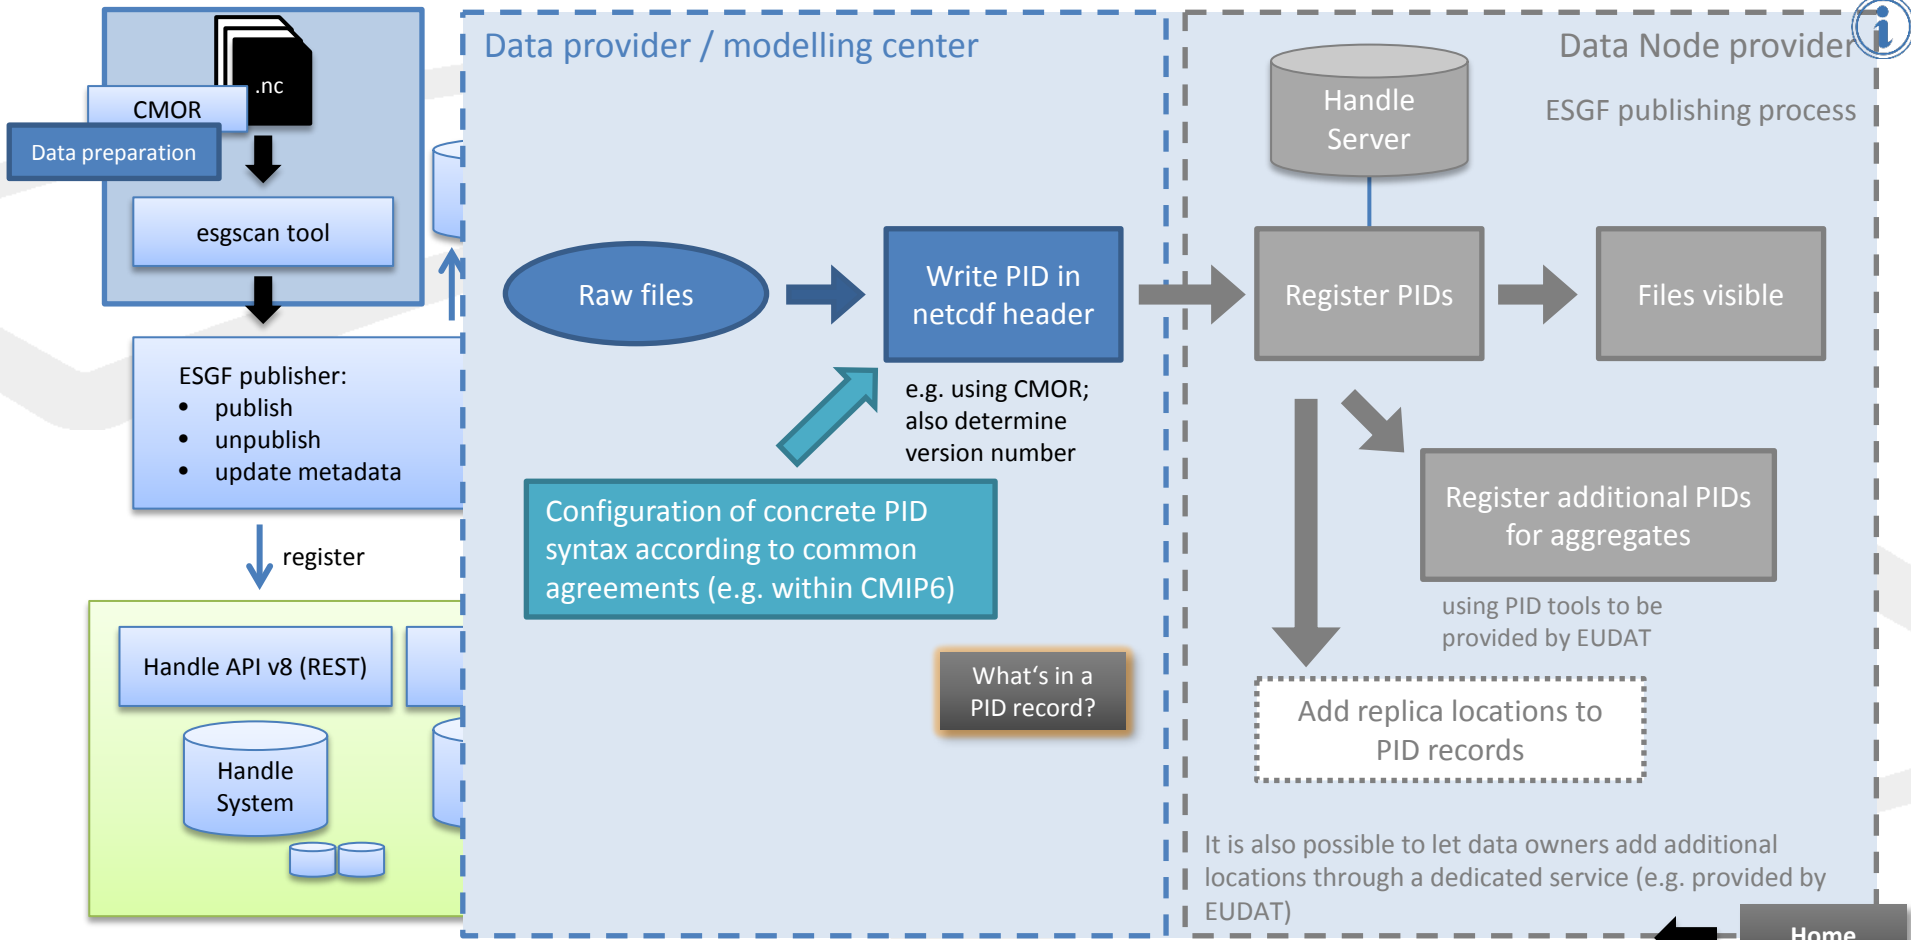 .nc
CMOR
Data preparation
esgscan tool
ESGF publisher:
• publish
• unpublish
• update metadata
register
Handle API v8 (REST)
Handle
System
Data provider / modelling center
Raw files
Write PID in
netcdf header
e.g. using CMOR;
also determine
version number
Configuration of concrete PID
syntax according to common
agreements (e.g. within CMIP6)
What‘s in a
PID record?
Data Node provider
i
ESGF publishing process
Handle
Server
Register PIDs
Files visible
Register additional PIDs
for aggregates
using PID tools to be
provided by EUDAT
Add replica locations to
PID records
It is also possible to let data owners add additional
locations through a dedicated service (e.g. provided by
EUDAT)
Home